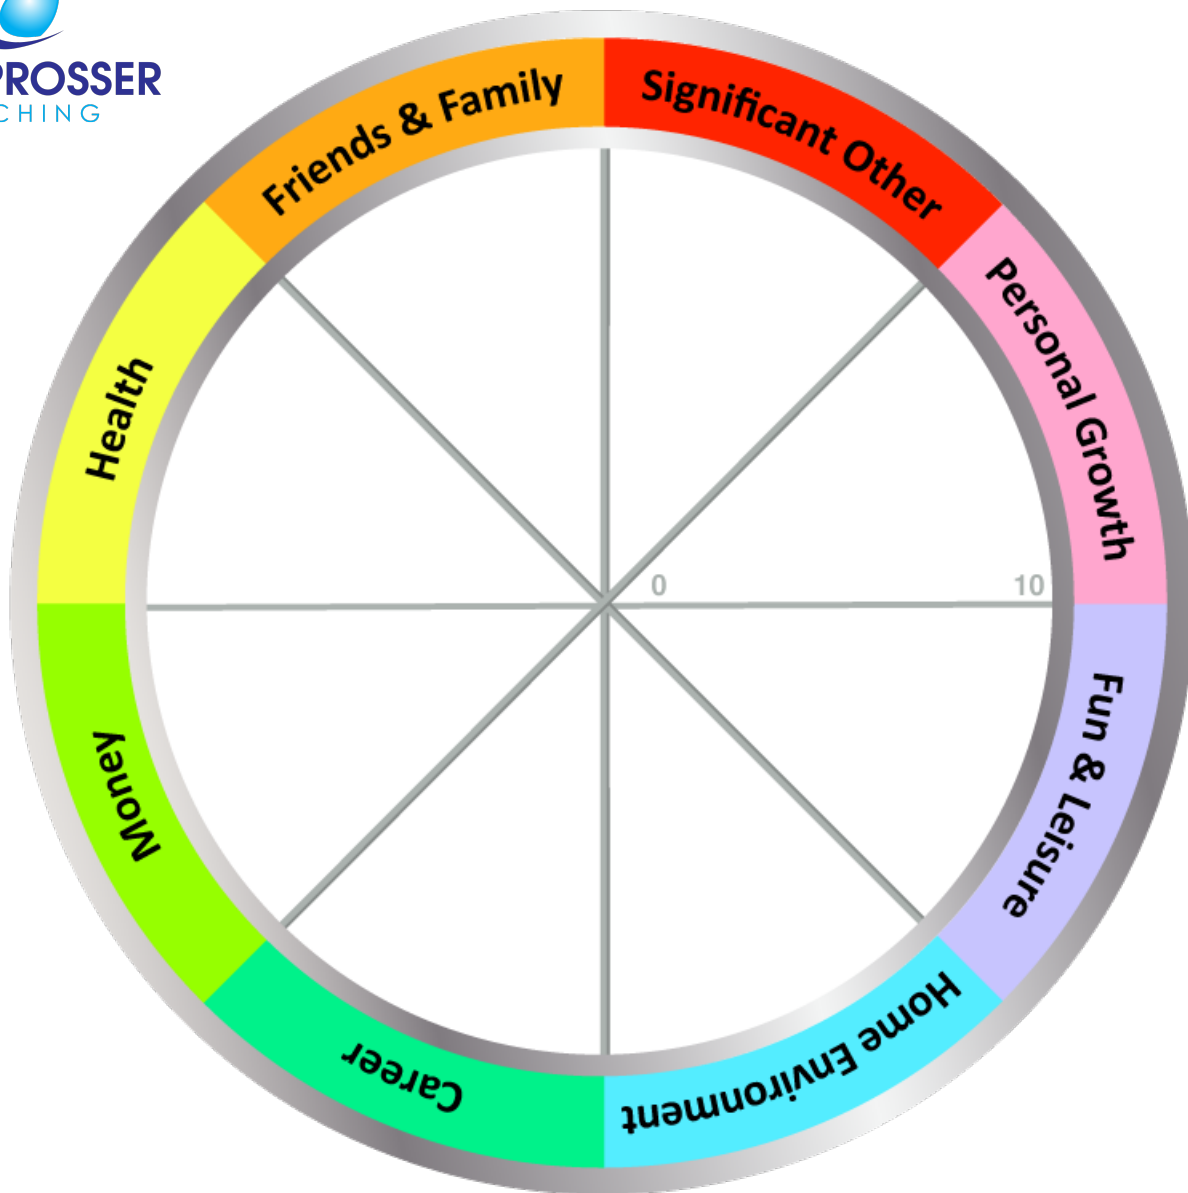 PROSSER
CHING
Friends & Family
Significant Other
Personal Growth
Fun & Leisure
Home Environment
Career
Money
Health
0
10